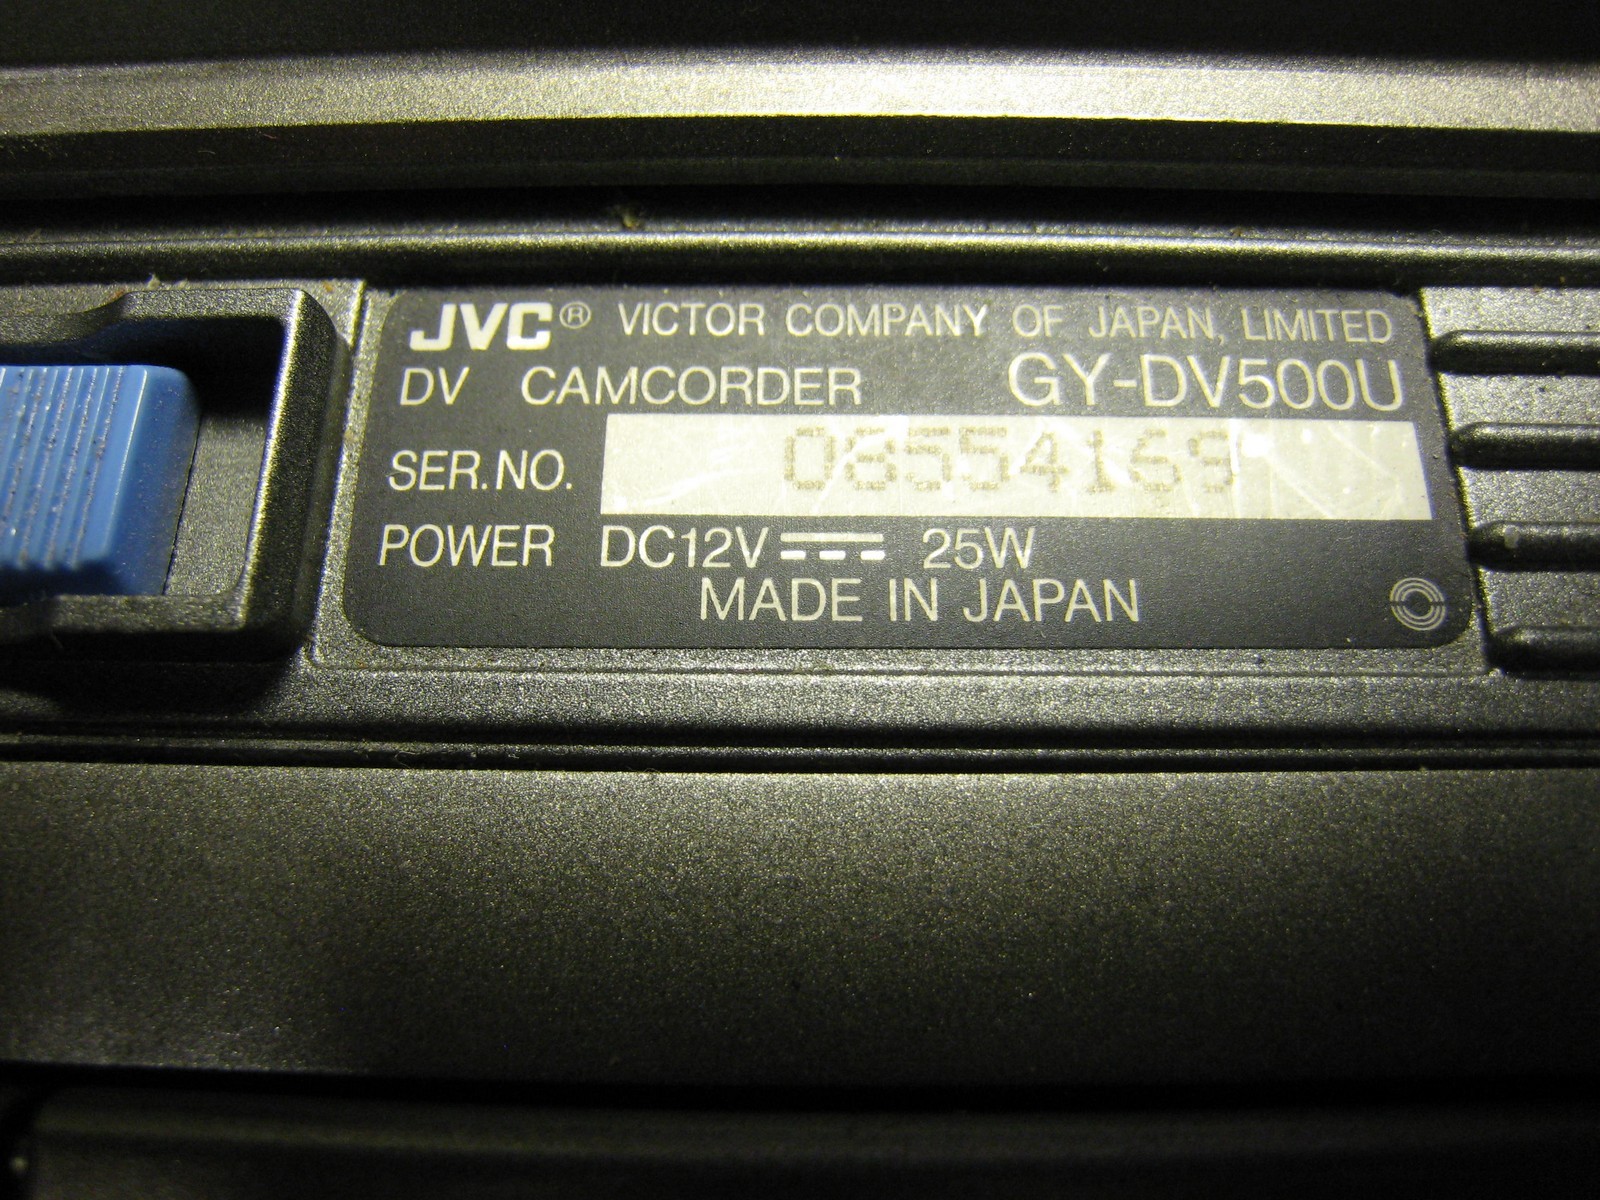 JVC® VICTOR COMPANY OF JAPAN, LIMITED
DV CAMCORDER GY-DV500U
SER.NO. 08554169
POWER DC12V 25W
MADE IN JAPAN